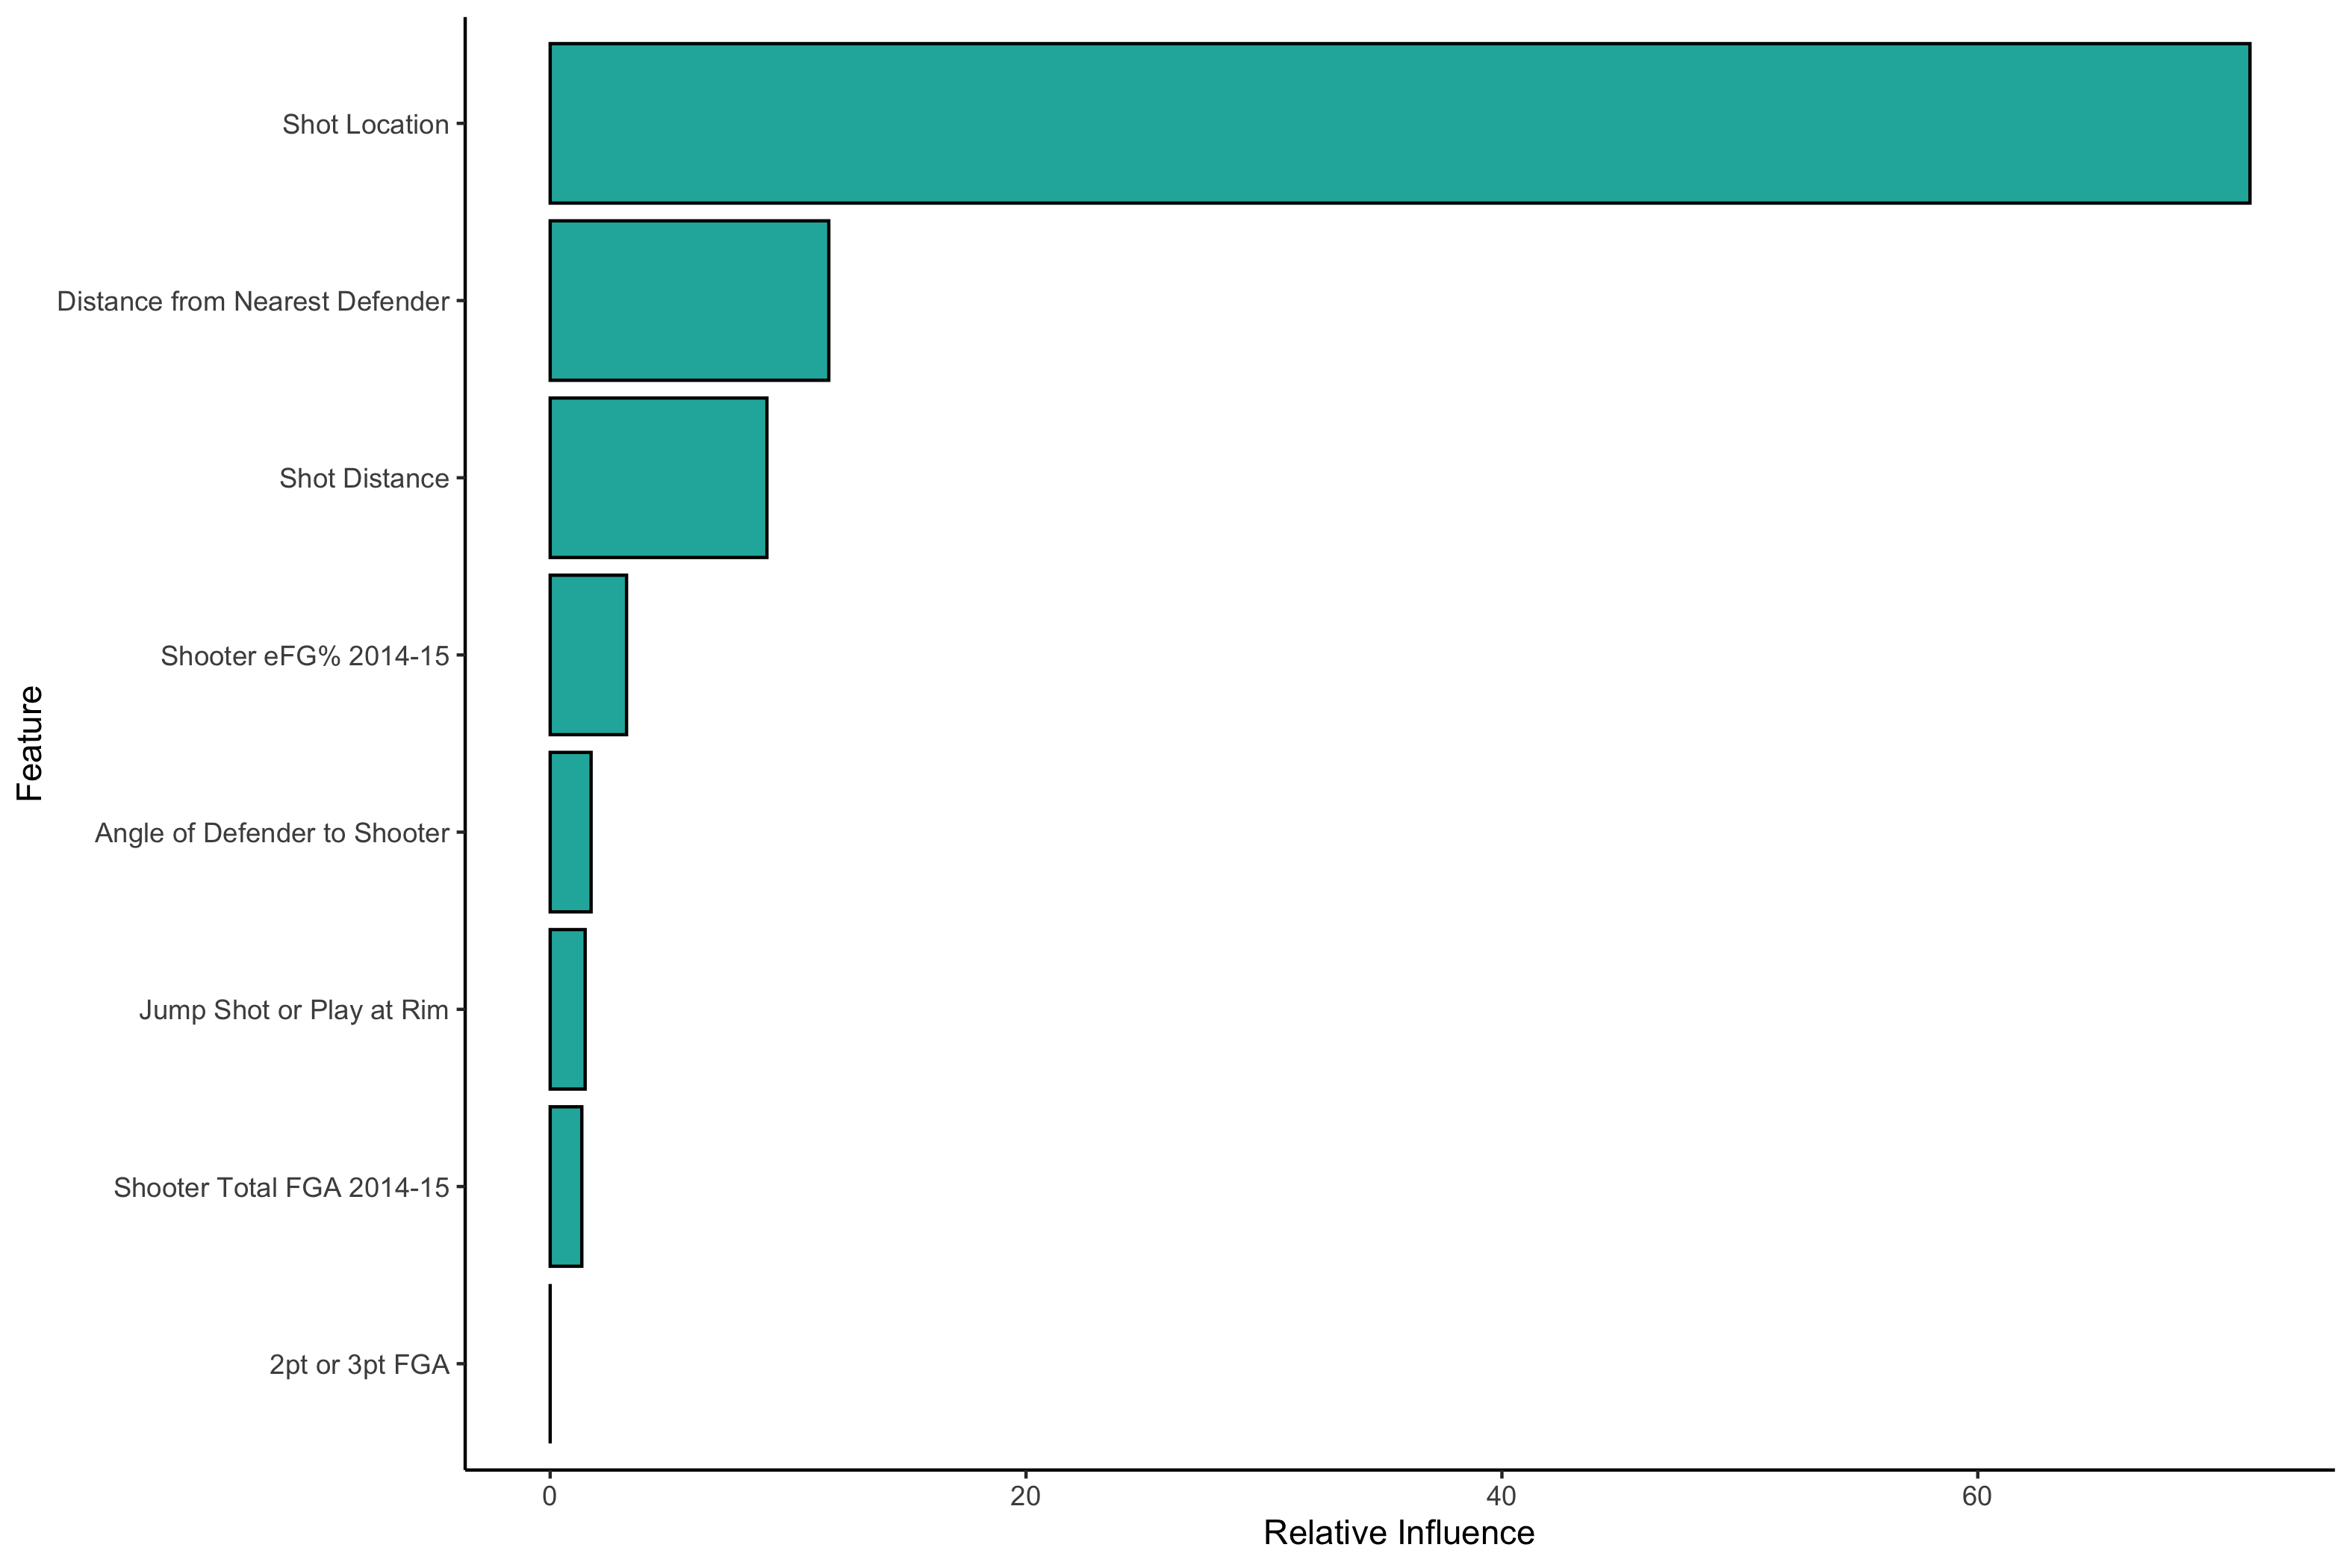 Shot Location
Distance from Nearest Defender
Shot Distance
Shooter eFG% 2014-15
Angle of Defender to Shooter
Jump Shot or Play at Rim
Shooter Total FGA 2014-15
2pt or 3pt FGA
Feature
0 20 40 60
Relative Influence